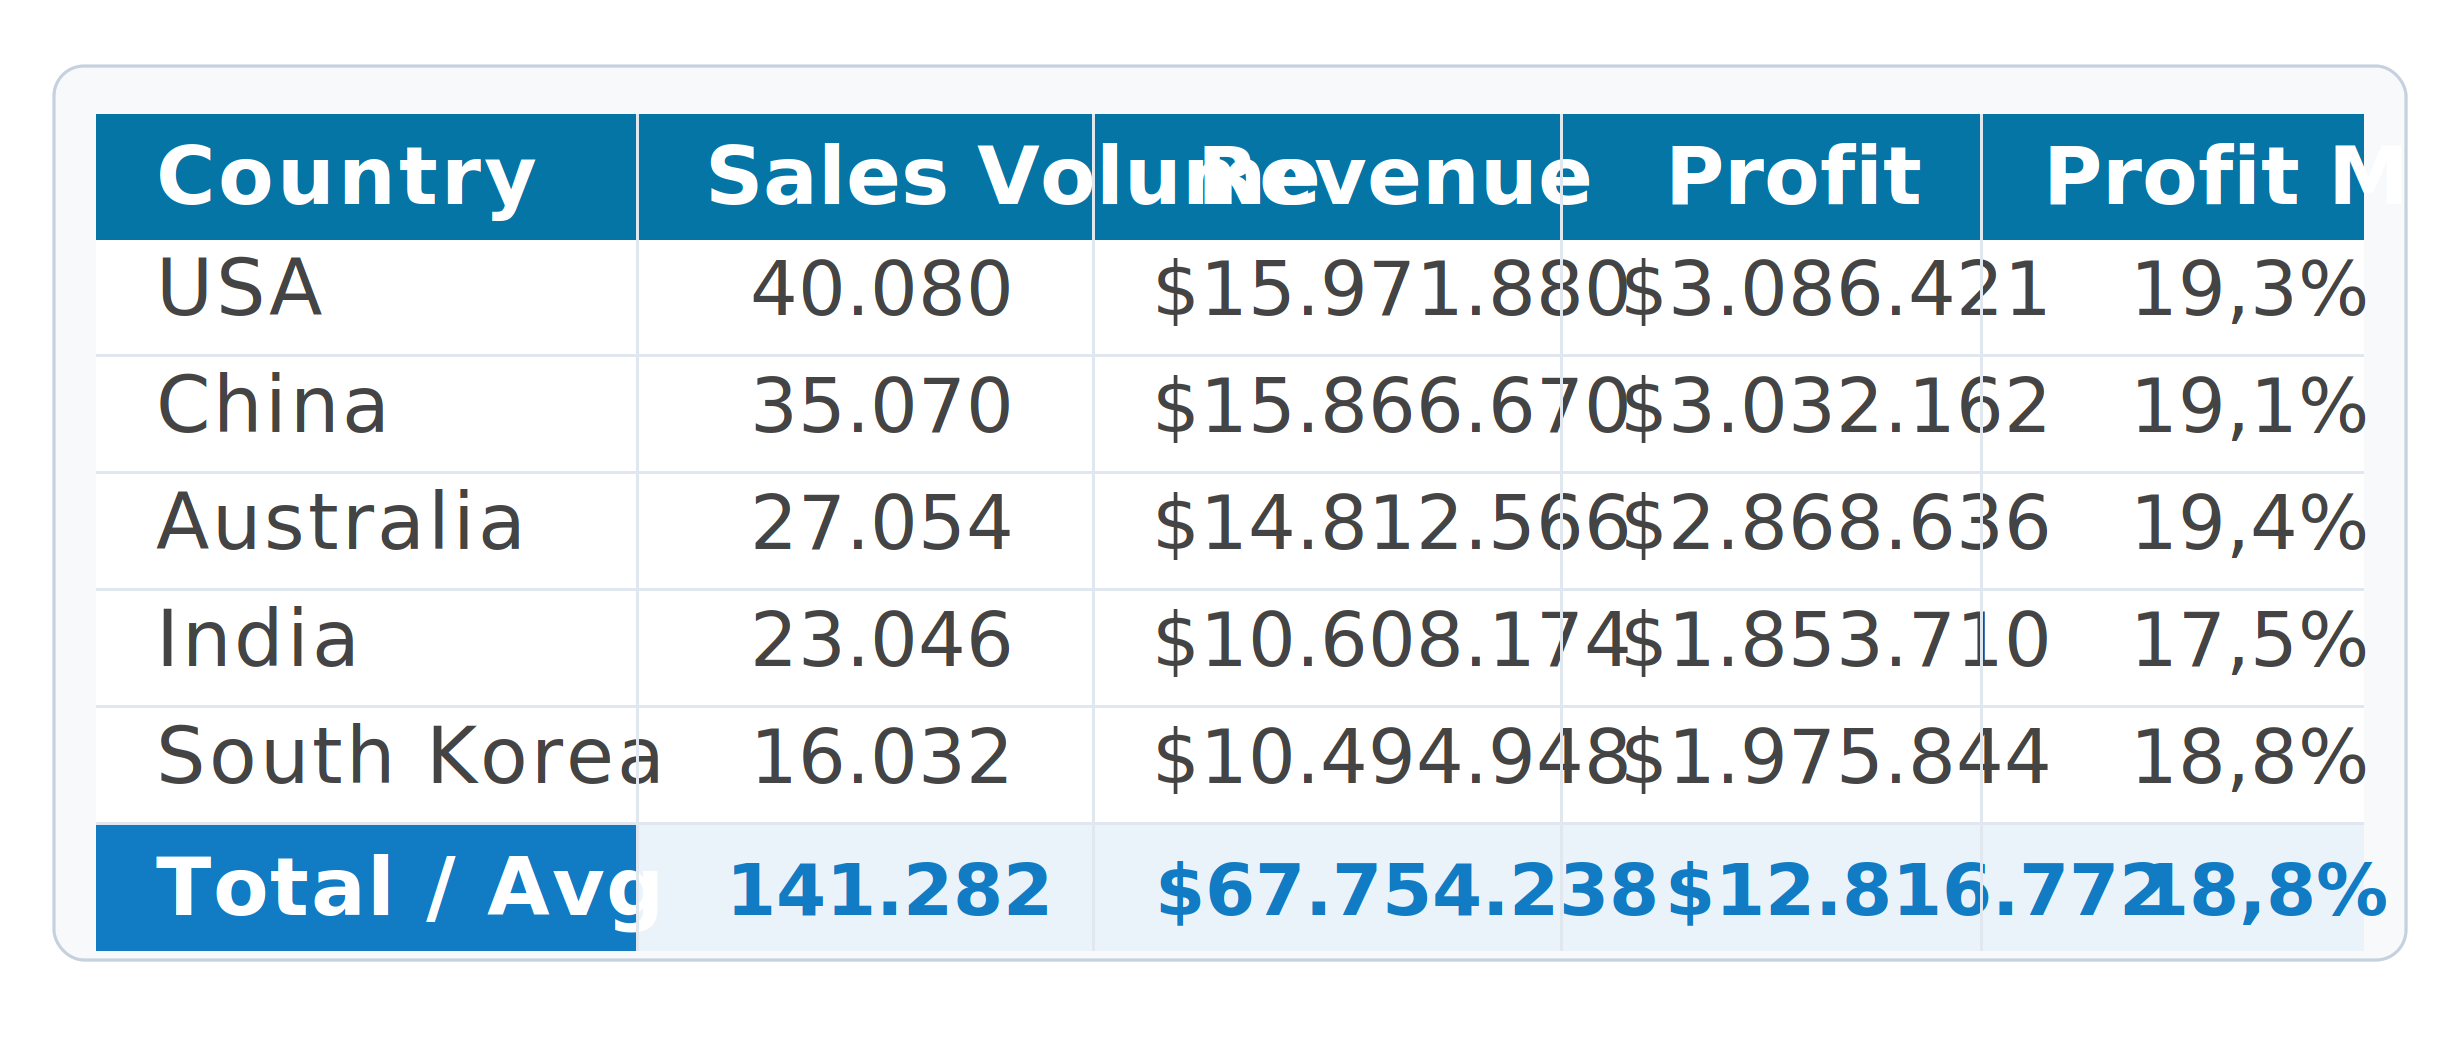 Country Sales Volume Revenue Profit Profit M
USA 40.080 $15.971.880 $3.086.421 19,3%
China 35.070 $15.866.670 $3.032.162 19,1%
Australia 27.054 $14.812.566 $2.868.636 19,4%
India 23.046 $10.608.174 $1.853.710 17,5%
South Korea 16.032 $10.494.948 $1.975.844 18,8%
Total / Avg 141.282 $67.754.238 $12.816.772 18,8%